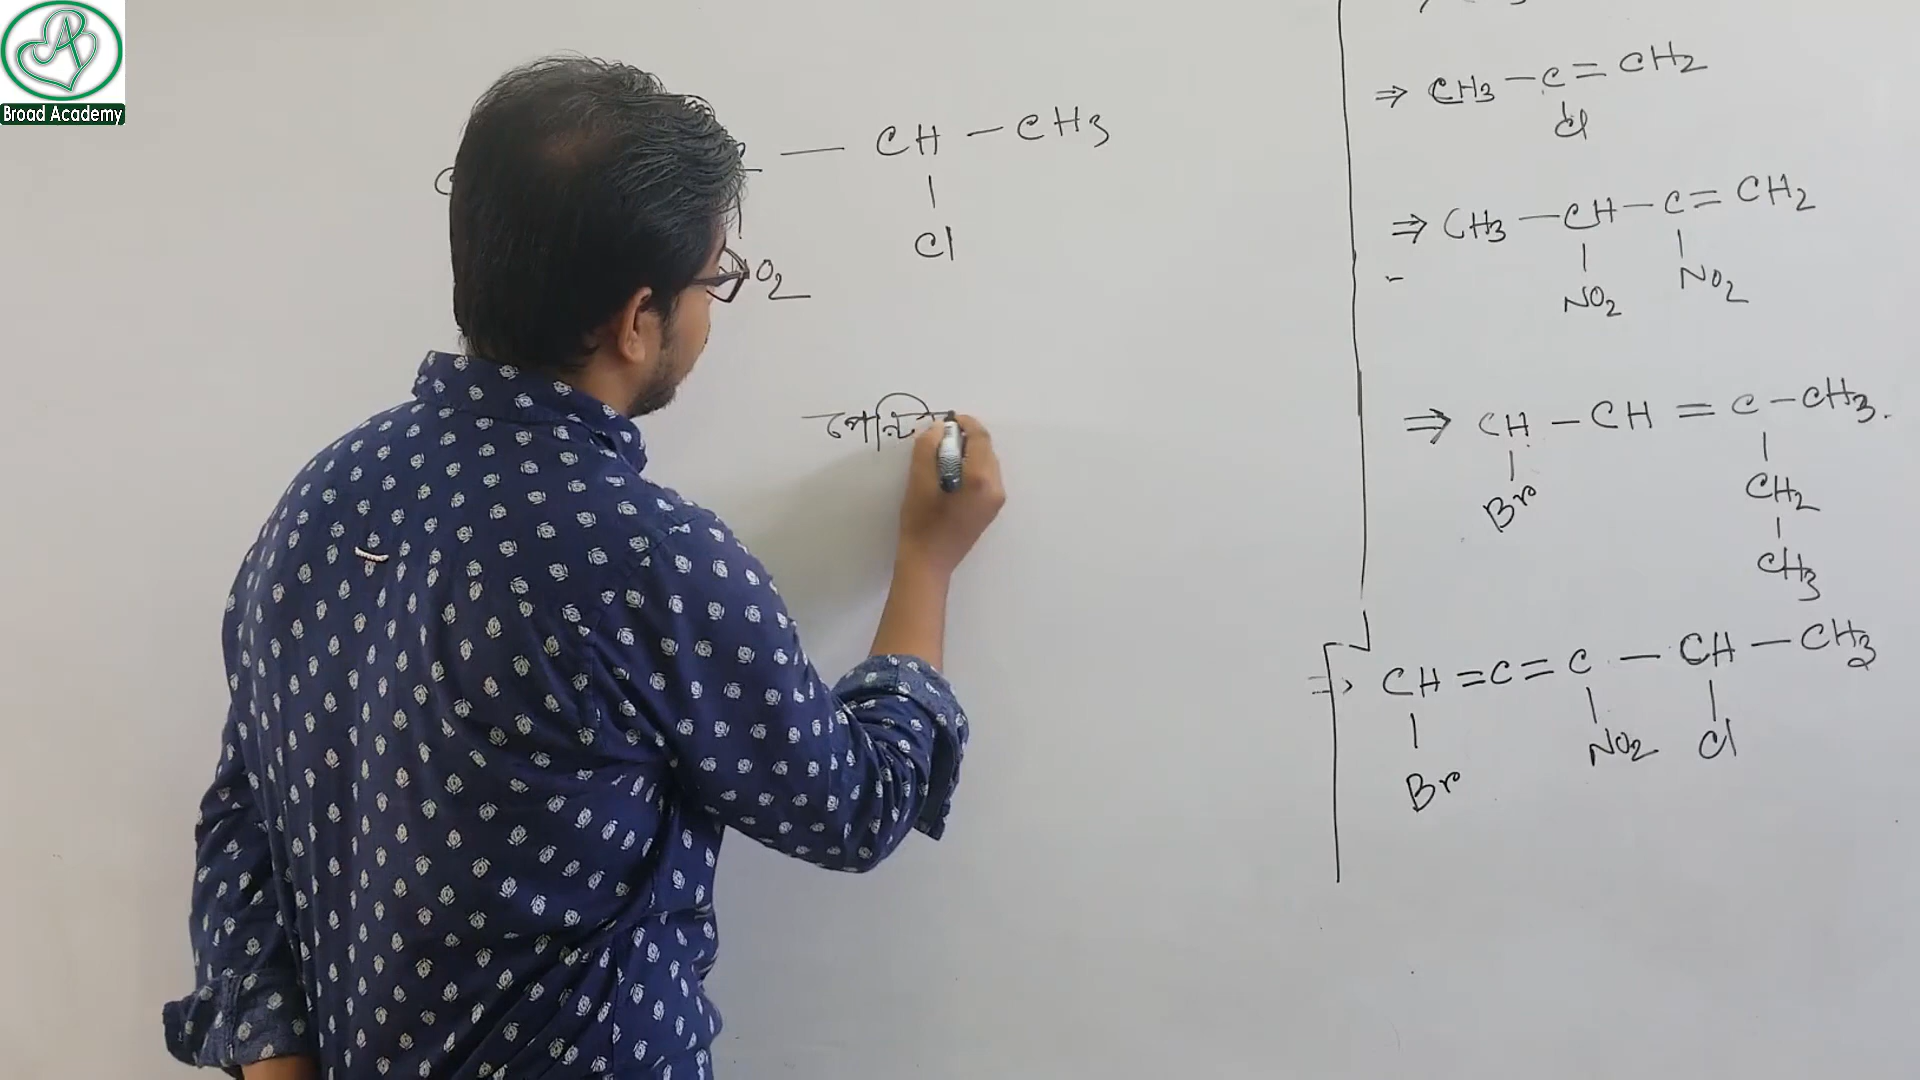 Broad Academy
— CH — CH3
|
Cl
NO2
পেন্টি
⇒ CH3 — C = CH2
|
Cl
⇒ CH3 — CH — C = CH2
| |
NO2 NO2
⇒ CH — CH = C — CH3.
| |
Br CH2
|
CH3
⇒ CH = C = C — CH — CH3
| | |
Br NO2 Cl